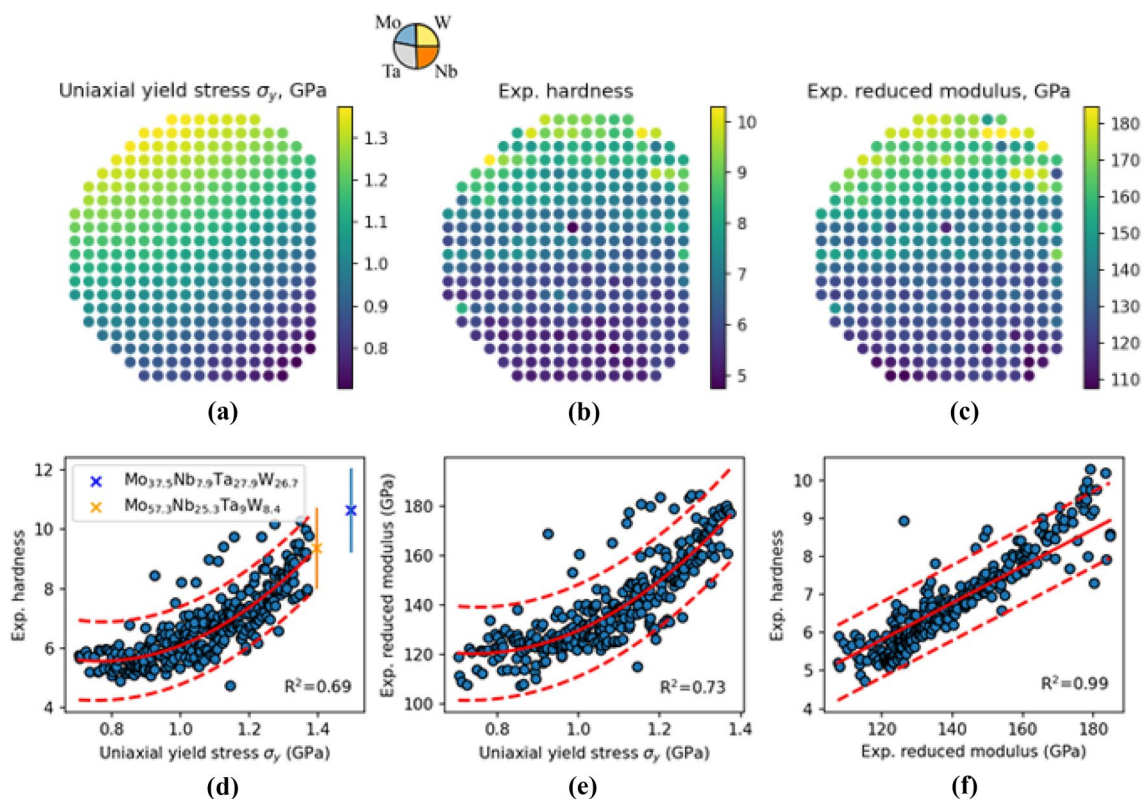 Mo W
Ta Nb
Uniaxial yield stress σy, GPa
Exp. hardness
Exp. reduced modulus, GPa
1.3
1.2
1.1
1.0
0.9
0.8
10
9
8
7
6
5
180
170
160
150
140
130
120
110
(a)
(b)
(c)
12
10
8
6
4
Exp. hardness
Mo37.5Nb7.9Ta27.9W26.7
Mo57.3Nb25.3Ta9W8.4
R²=0.69
0.8 1.0 1.2 1.4
Uniaxial yield stress σy (GPa)
(d)
200
180
160
140
120
100
Exp. reduced modulus (GPa)
R²=0.73
0.8 1.0 1.2 1.4
Uniaxial yield stress σy (GPa)
(e)
10
9
8
7
6
5
4
Exp. hardness
R²=0.99
120 140 160 180
Exp. reduced modulus (GPa)
(f)